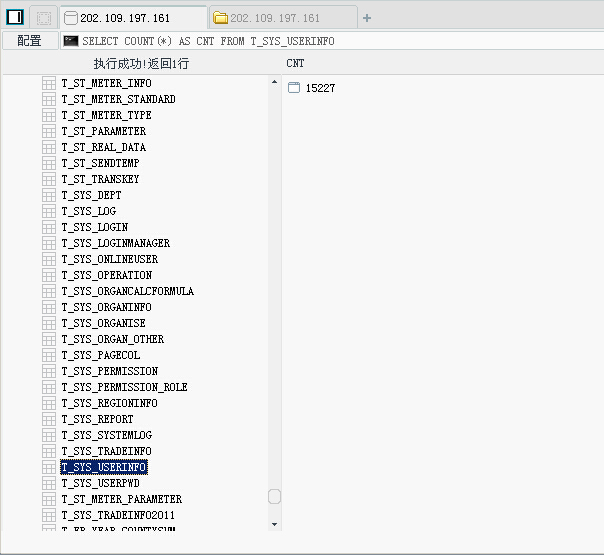 202.109.197.161
202.109.197.161
配置
SELECT COUNT(*) AS CNT FROM T_SYS_USERINFO
执行成功!返回1行
CNT
T_ST_METER_INFO
15227
T_ST_METER_STANDARD
T_ST_METER_TYPE
T_ST_PARAMETER
T_ST_REAL_DATA
T_ST_SENDTEMP
T_ST_TRANSKEY
T_SYS_DEPT
T_SYS_LOG
T_SYS_LOGIN
T_SYS_LOGINMANAGER
T_SYS_ONLINEUSER
T_SYS_OPERATION
T_SYS_ORGANCALCFORMULA
T_SYS_ORGANINFO
T_SYS_ORGANISE
T_SYS_ORGAN_OTHER
T_SYS_PAGECOL
T_SYS_PERMISSION
T_SYS_PERMISSION_ROLE
T_SYS_REGIONINFO
T_SYS_REPORT
T_SYS_SYSTEMLOG
T_SYS_TRADEINFO
T_SYS_USERINFO
T_SYS_USERPWD
T_ST_METER_PARAMETER
T_SYS_TRADEINFO2011
T_ER_YEAR_COUNTYSUM